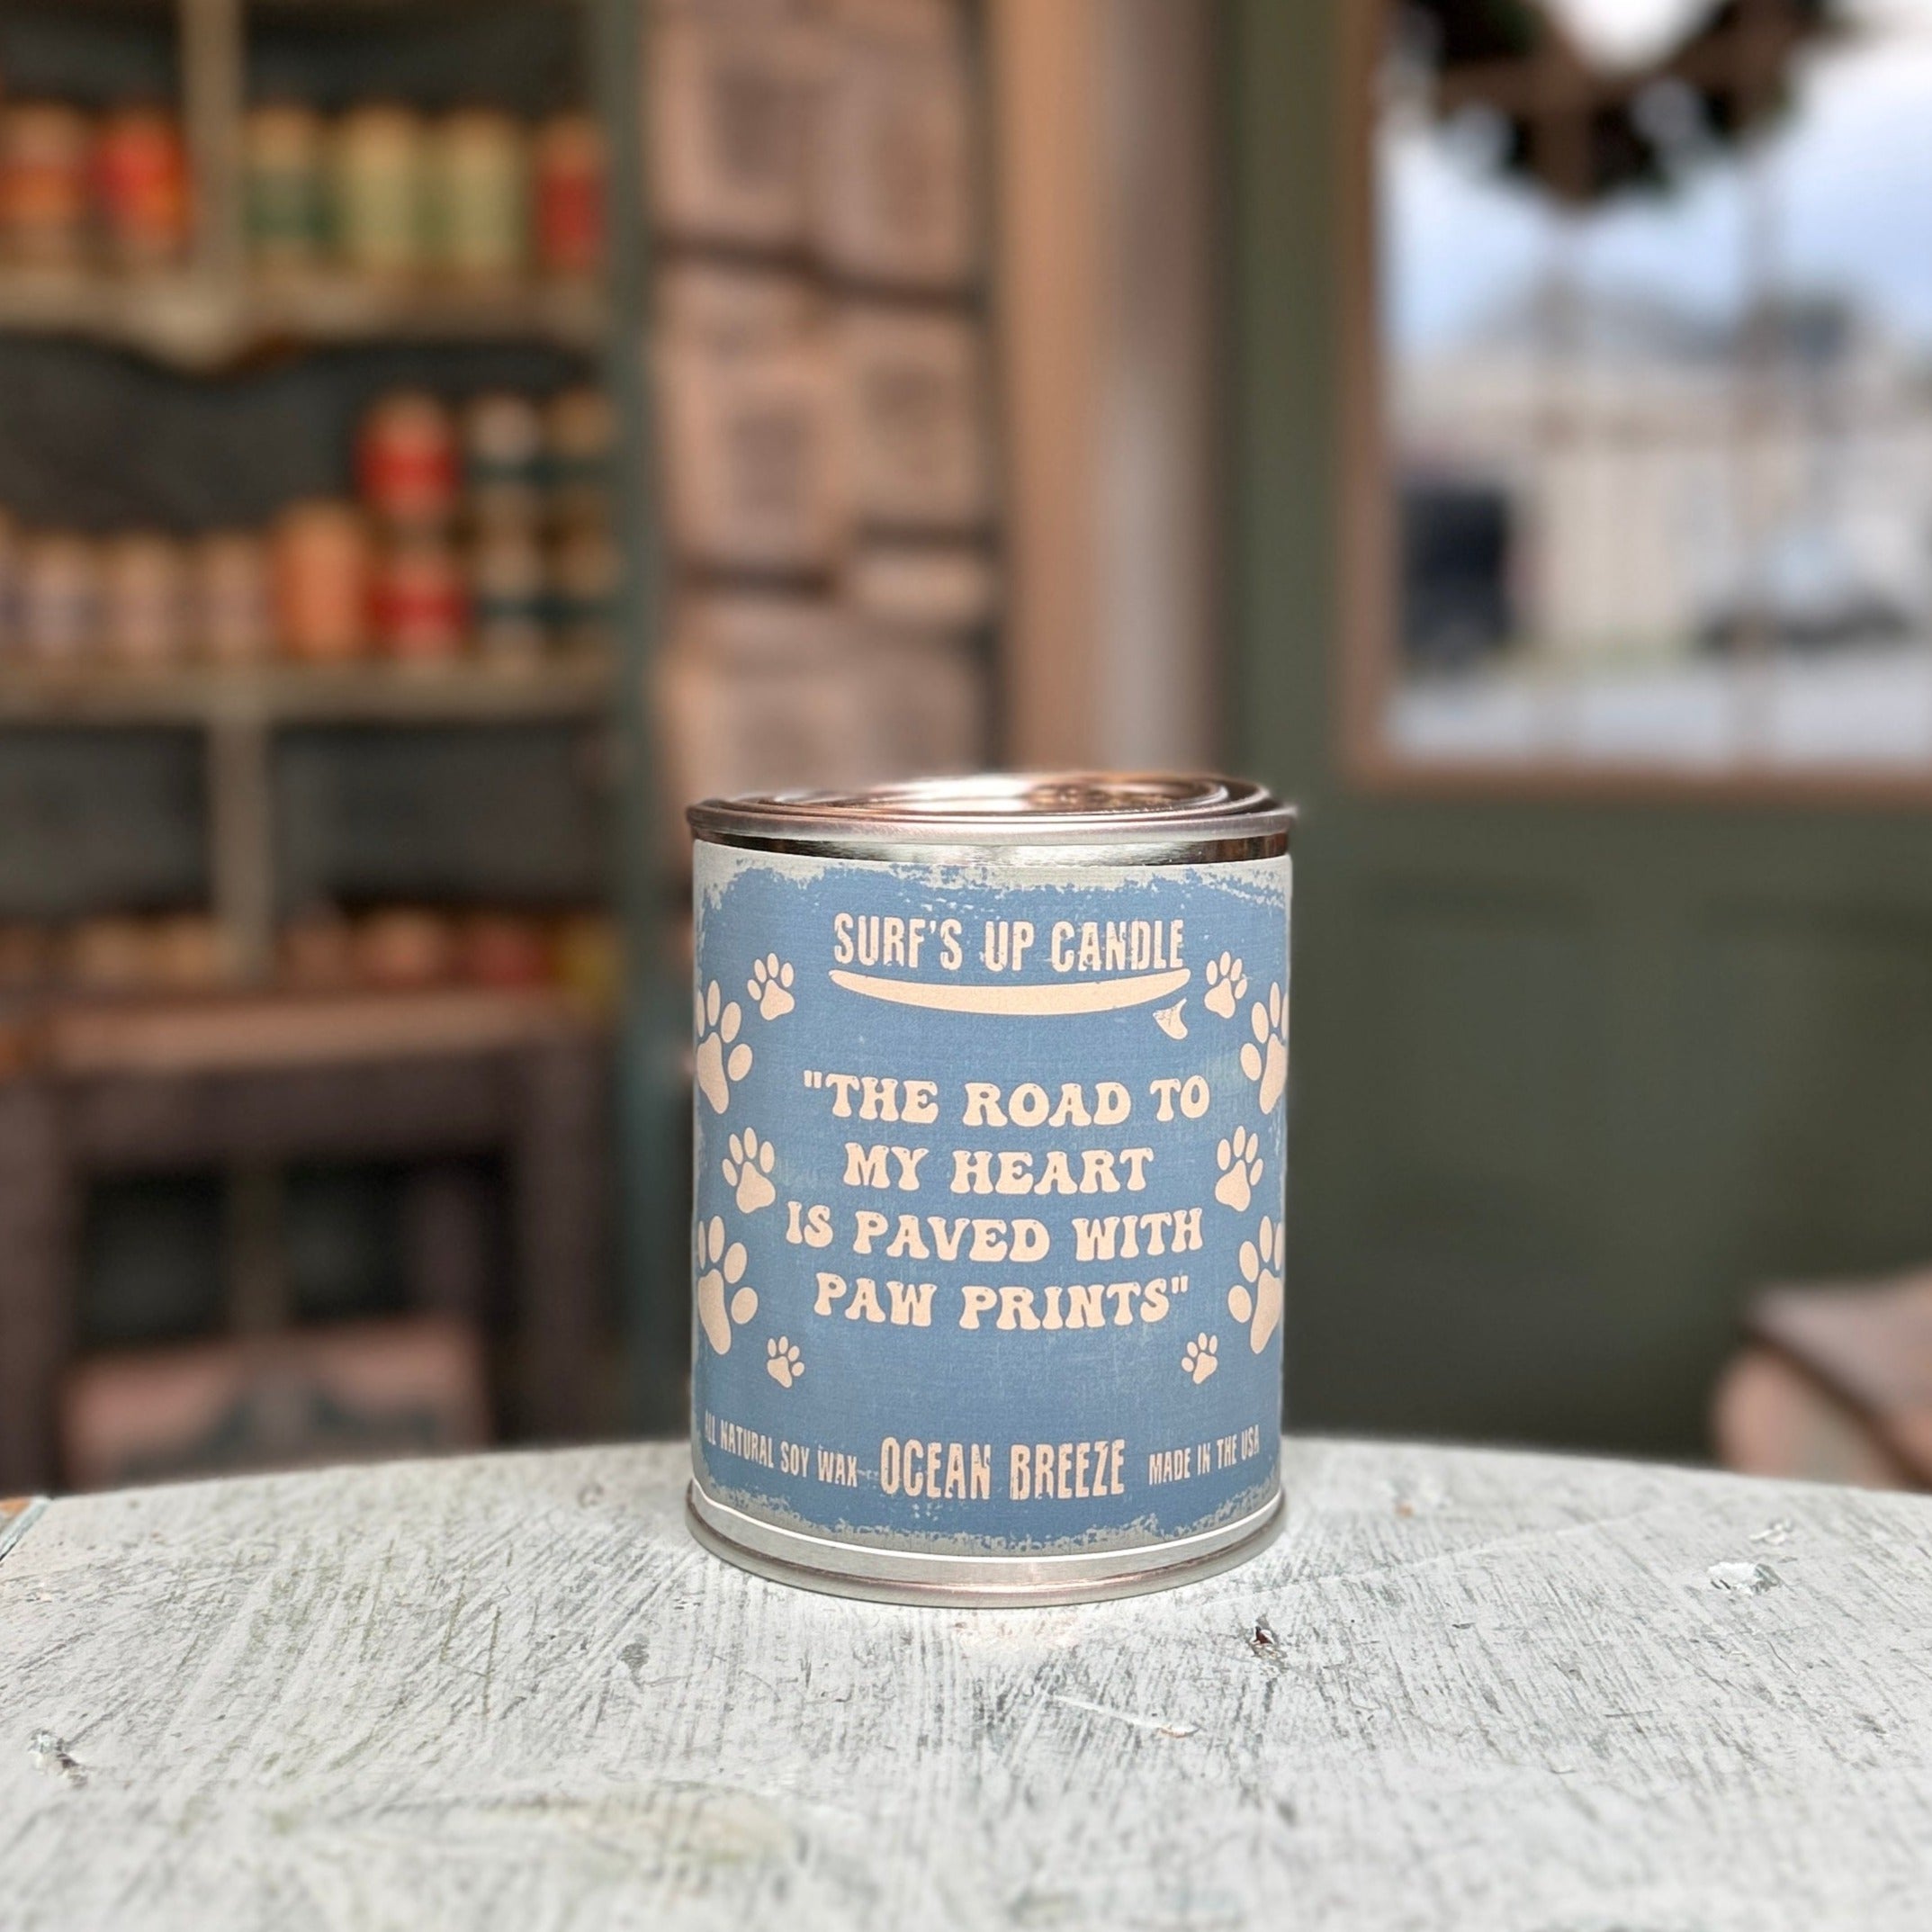 SURF'S UP CANDLE
"THE ROAD TO
MY HEART
IS PAVED WITH
PAW PRINTS"
ALL NATURAL SOY WAX OCEAN BREEZE MADE IN THE USA